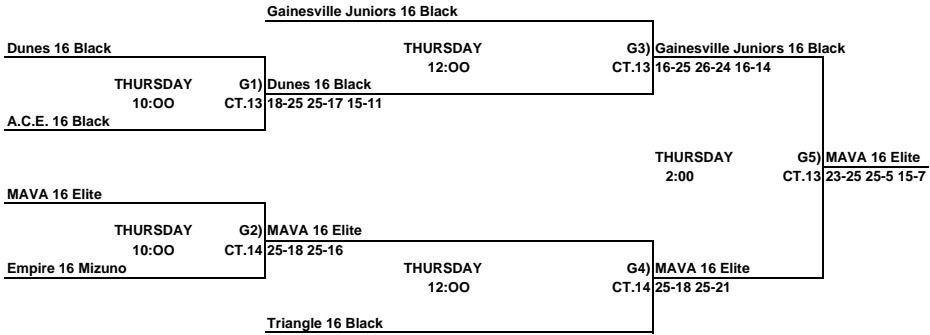 Gainesville Juniors 16 Black
Dunes 16 Black THURSDAY G3) Gainesville Juniors 16 Black
12:OO CT.13 16-25 26-24 16-14
THURSDAY G1) Dunes 16 Black
10:OO CT.13 18-25 25-17 15-11
A.C.E. 16 Black
THURSDAY G5) MAVA 16 Elite
2:00 CT.13 23-25 25-5 15-7
MAVA 16 Elite
THURSDAY G2) MAVA 16 Elite
10:OO CT.14 25-18 25-16
Empire 16 Mizuno THURSDAY G4) MAVA 16 Elite
12:OO CT.14 25-18 25-21
Triangle 16 Black